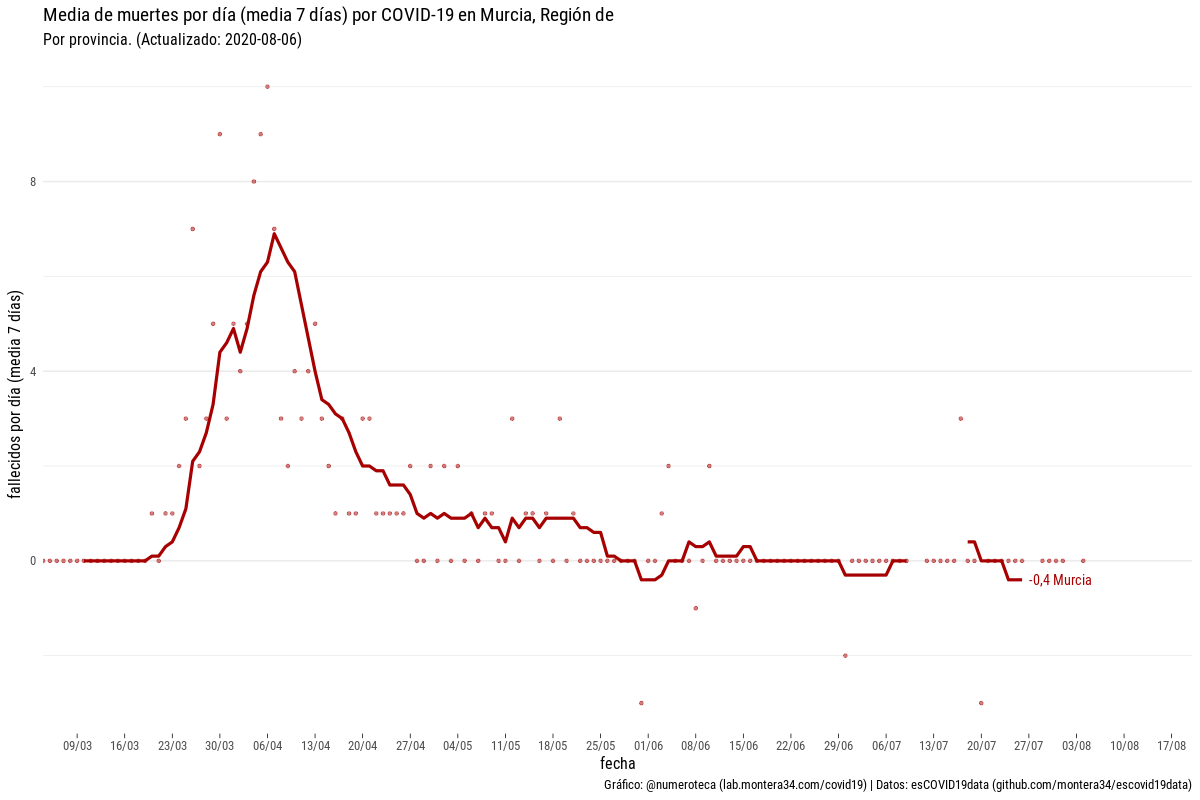 Media de muertes por día (media 7 días) por COVID-19 en Murcia, Región de
Por provincia. (Actualizado: 2020-08-06)
fallecidos por día (media 7 días)
8
4
0
-0,4 Murcia
09/03 16/03 23/03 30/03 06/04 13/04 20/04 27/04 04/05 11/05 18/05 25/05 01/06 08/06 15/06 22/06 29/06 06/07 13/07 20/07 27/07 03/08 10/08 17/08
fecha
Gráfico: @numeroteca (lab.montera34.com/covid19) | Datos: esCOVID19data (github.com/montera34/escovid19data)